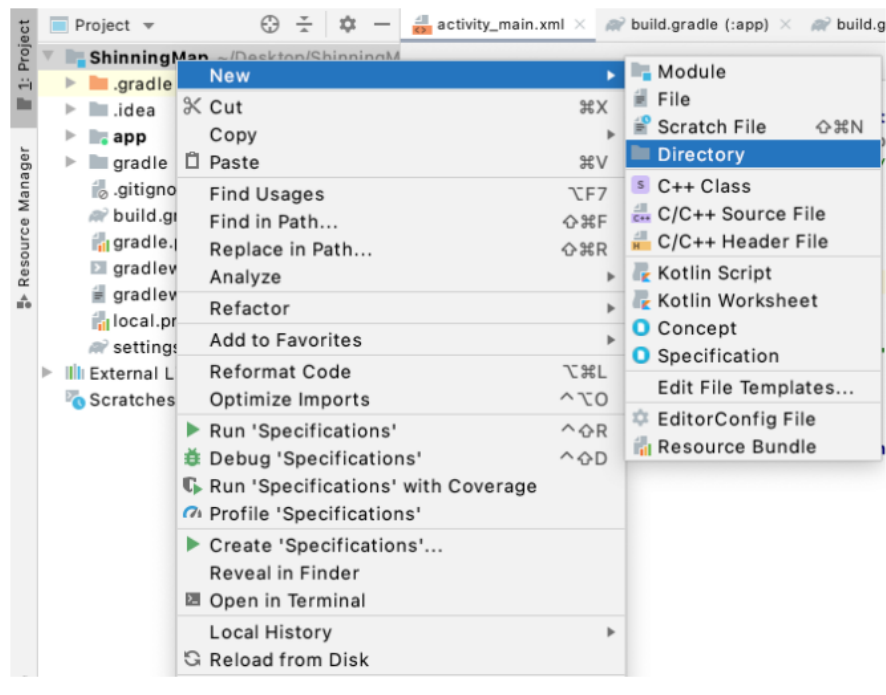 1: Project
Resource Manager
Project
activity_main.xml
build.gradle (:app)
build.g
ShinningMap ~/Desktop/ShinningM
.gradle
.idea
app
gradle
.gitigno
build.gr
gradle.p
gradlew
gradlew
local.pr
settings
External L
Scratches
New
Cut ⌘X
Copy
Paste ⌘V
Find Usages ⌥F7
Find in Path... ⇧⌘F
Replace in Path... ⇧⌘R
Analyze
Refactor
Add to Favorites
Reformat Code ⌥⌘L
Optimize Imports ^⌥O
Run 'Specifications' ^⇧R
Debug 'Specifications' ^⇧D
Run 'Specifications' with Coverage
Profile 'Specifications'
Create 'Specifications'...
Reveal in Finder
Open in Terminal
Local History
Reload from Disk
Module
File
Scratch File ⇧⌘N
Directory
S C++ Class
C++ C/C++ Source File
H C/C++ Header File
Kotlin Script
Kotlin Worksheet
Concept
Specification
Edit File Templates...
EditorConfig File
Resource Bundle